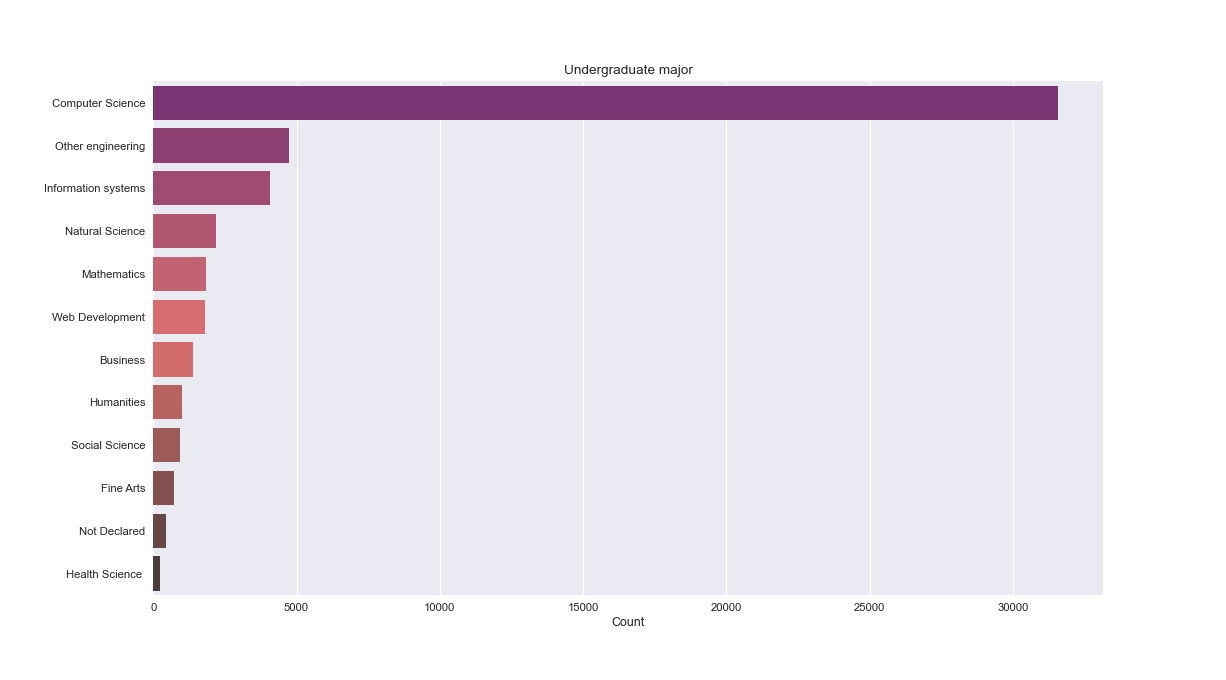 Undergraduate major
Computer Science
Other engineering
Information systems
Natural Science
Mathematics
Web Development
Business
Humanities
Social Science
Fine Arts
Not Declared
Health Science
0 5000 10000 15000 20000 25000 30000
Count